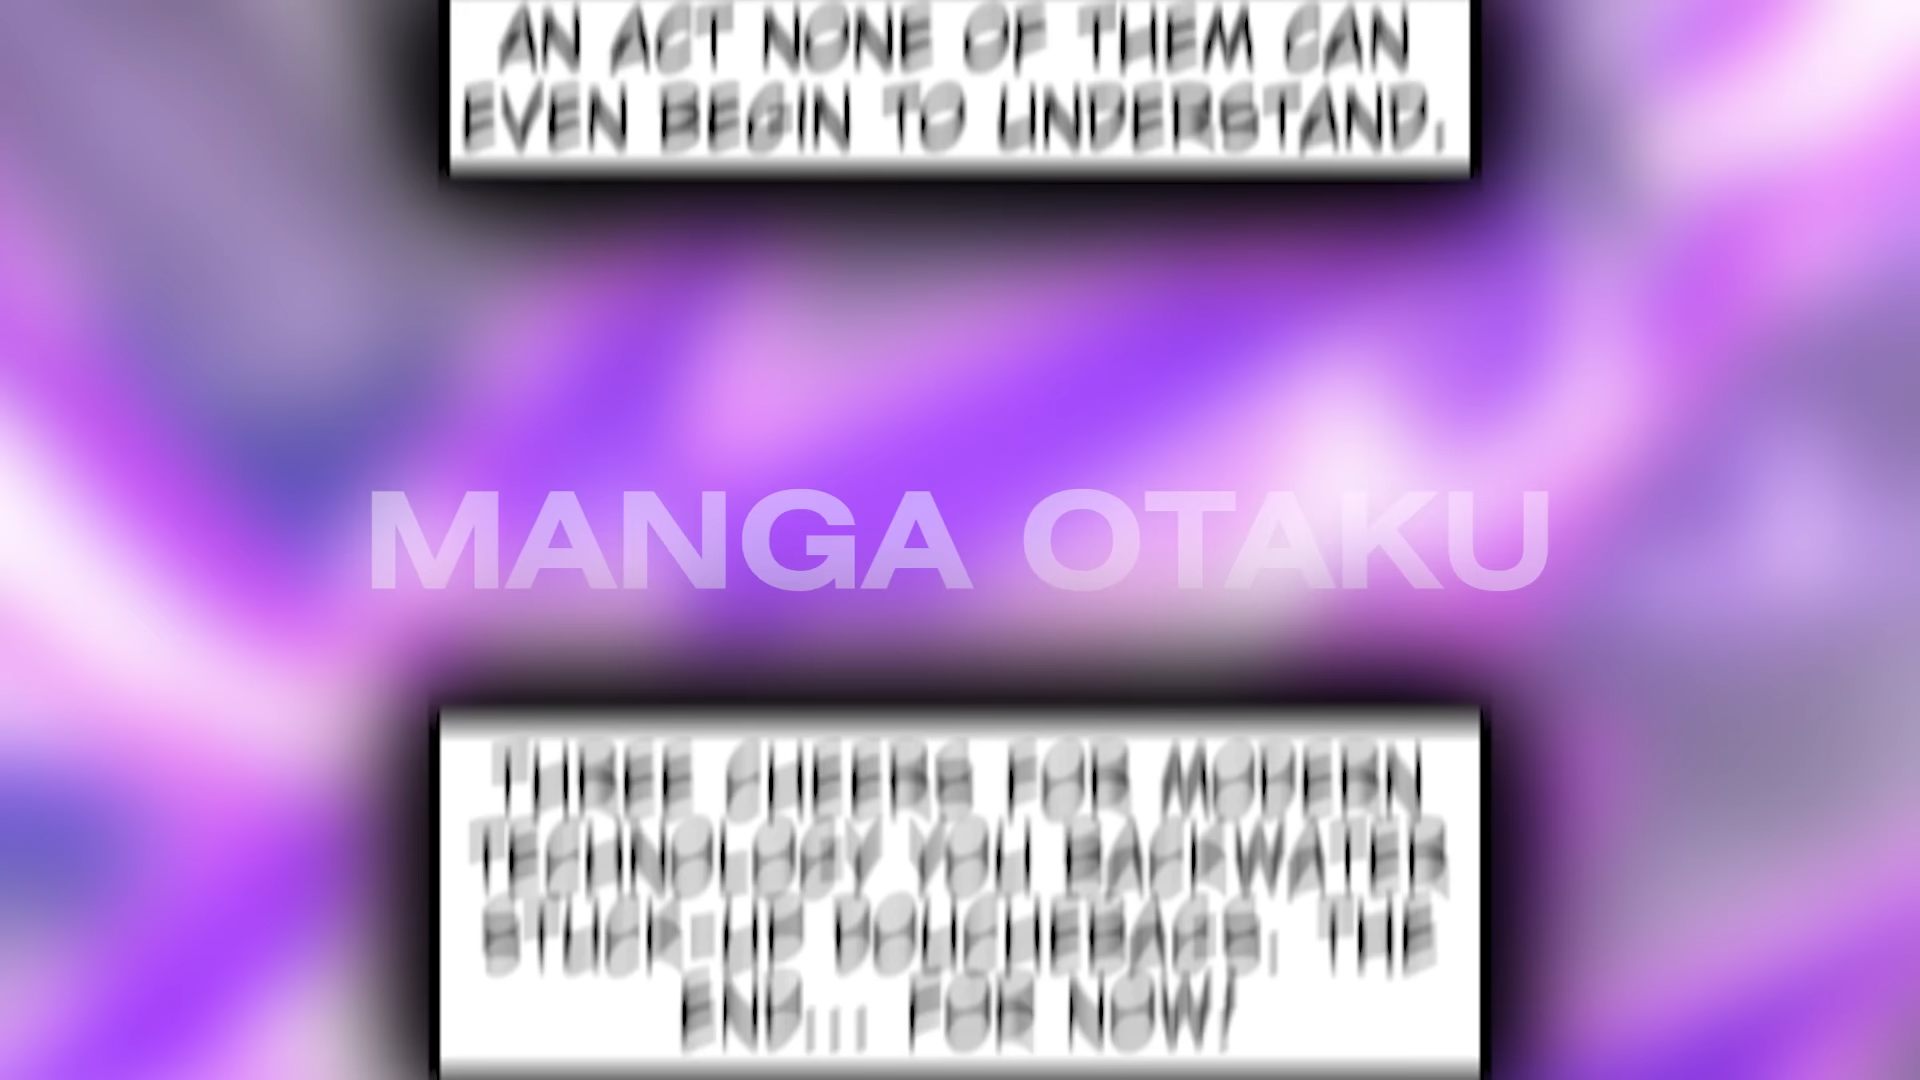 AN ACT NONE OF THEM CAN
EVEN BEGIN TO UNDERSTAND.
MANGA OTAKU
THREE CHEERS FOR MODERN
TECHNOLOGY YOU BACKWATER
STUCK-UP DOUCHEBAGS. THE
END... FOR NOW!